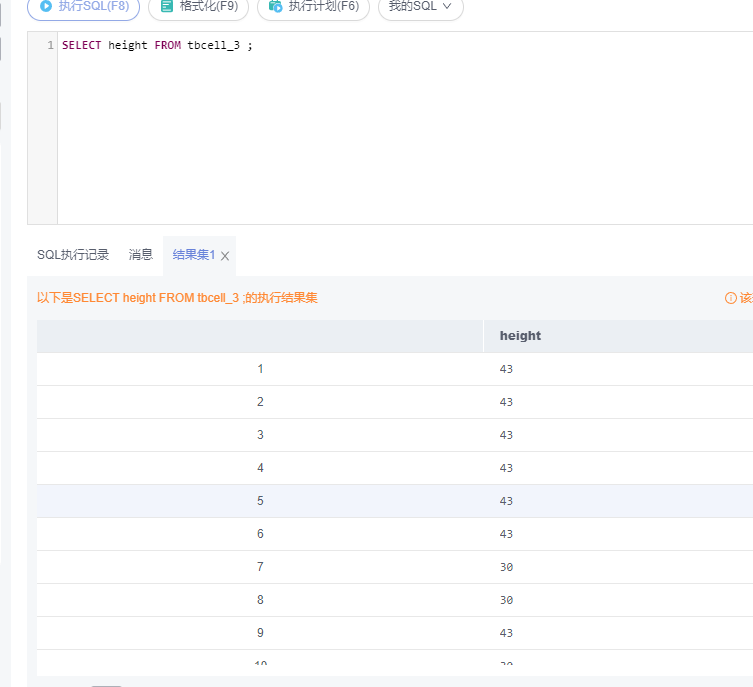 执行SQL(F8) 格式化(F9) 执行计划(F6) 我的SQL
1 SELECT height FROM tbcell_3 ;
SQL执行记录 消息 结果集1
以下是SELECT height FROM tbcell_3 ;的执行结果集 该
height
1 43
2 43
3 43
4 43
5 43
6 43
7 30
8 30
9 43
10 30